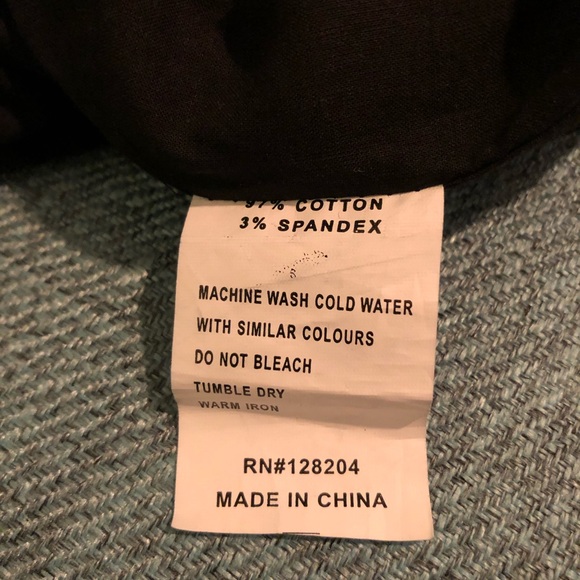 97% COTTON
3% SPANDEX
MACHINE WASH COLD WATER
WITH SIMILAR COLOURS
DO NOT BLEACH
TUMBLE DRY
WARM IRON
RN#128204
MADE IN CHINA